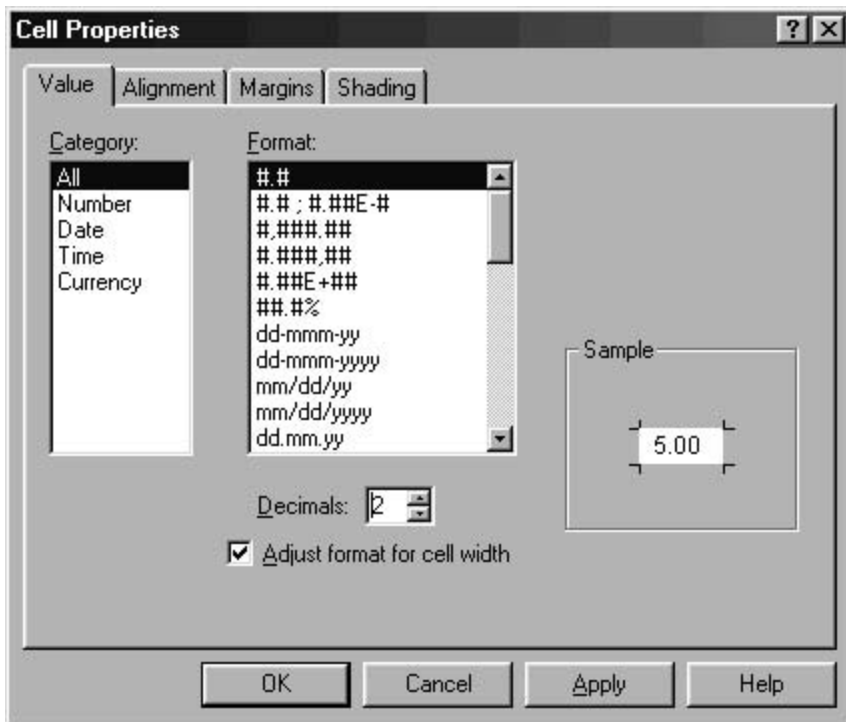 Cell Properties
? X
Value Alignment Margins Shading
Category:
All
Number
Date
Time
Currency
Format:
#.#
#.# ; #.##E-#
#,###.##
#.###,##
#.##E+##
##.#%
dd-mmm-yy
dd-mmm-yyyy
mm/dd/yy
mm/dd/yyyy
dd.mm.yy
Decimals: 2
Adjust format for cell width
Sample
5.00
OK Cancel Apply Help